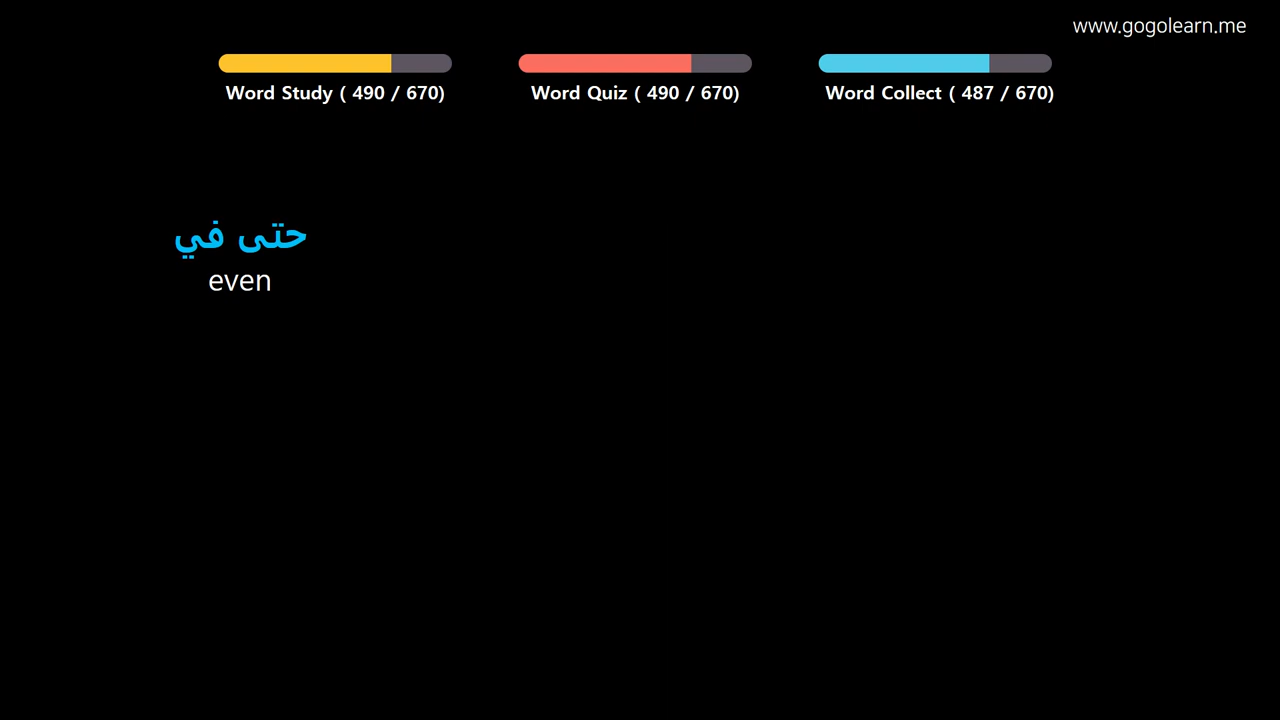 www.gogolearn.me
Word Study ( 490 / 670)
Word Quiz ( 490 / 670)
Word Collect ( 487 / 670)
حتى في
even